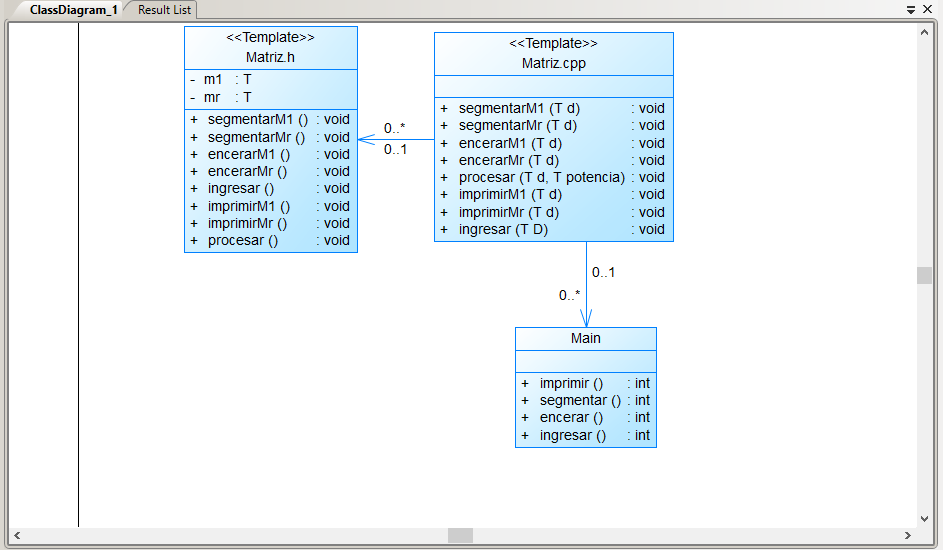 ClassDiagram_1 Result List
<<Template>>
Matriz.h
- m1 : T
- mr : T
+ segmentarM1 () : void
+ segmentarMr () : void
+ encerarM1 () : void
+ encerarMr () : void
+ ingresar () : void
+ imprimirM1 () : void
+ imprimirMr () : void
+ procesar () : void
0..*
0..1
<<Template>>
Matriz.cpp
+ segmentarM1 (T d) : void
+ segmentarMr (T d) : void
+ encerarM1 (T d) : void
+ encerarMr (T d) : void
+ procesar (T d, T potencia) : void
+ imprimirM1 (T d) : void
+ imprimirMr (T d) : void
+ ingresar (T D) : void
0..1
0..*
Main
+ imprimir () : int
+ segmentar () : int
+ encerar () : int
+ ingresar () : int